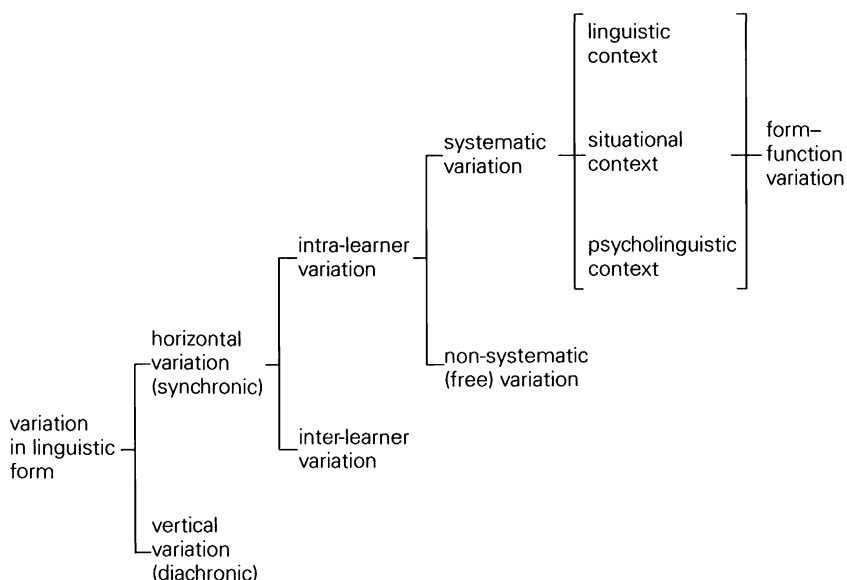 linguistic
context
systematic
variation
situational
context
form–
function
variation
psycholinguistic
context
intra-learner
variation
horizontal
variation
(synchronic)
non-systematic
(free) variation
variation
in linguistic
form
inter-learner
variation
vertical
variation
(diachronic)